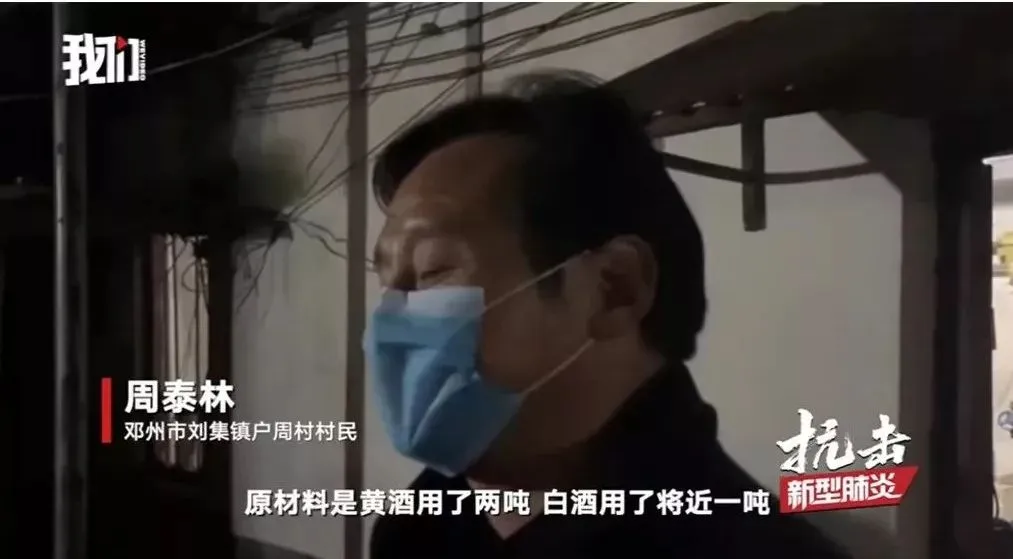 我们
WEVIDEO
周泰林
邓州市刘集镇户周村村民
抗击
新型肺炎
原材料是黄酒用了两吨 白酒用了将近一吨